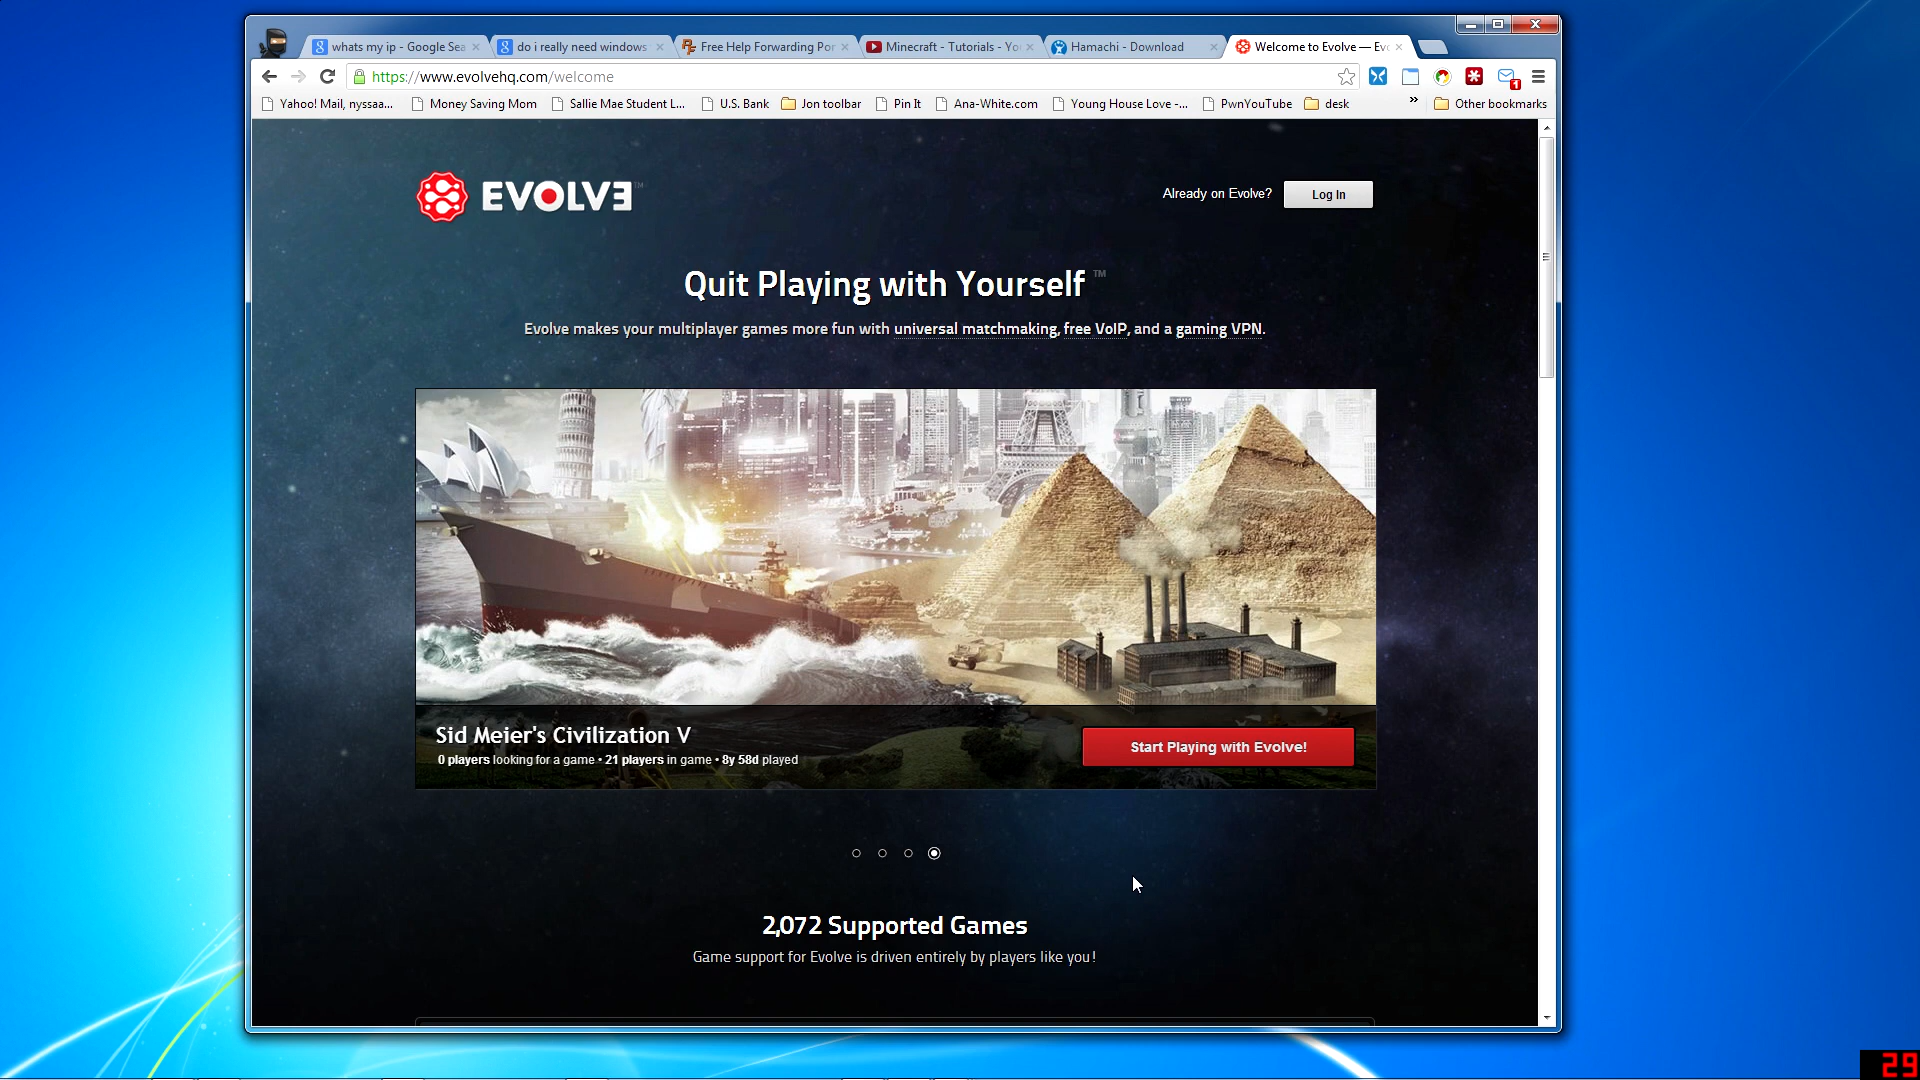 whats my ip - Google Sea
do i really need windows
Free Help Forwarding Por
Minecraft - Tutorials - Yo
Hamachi - Download
Welcome to Evolve — Evo
https://www.evolvehq.com/welcome
1
Yahoo! Mail, nyssaa...
Money Saving Mom
Sallie Mae Student L...
U.S. Bank
Jon toolbar
Pin It
Ana-White.com
Young House Love -...
PwnYouTube
desk
»
Other bookmarks
EVOLVE™
Already on Evolve?
Log In
Quit Playing with Yourself ™
Evolve makes your multiplayer games more fun with universal matchmaking, free VoIP, and a gaming VPN.
Sid Meier's Civilization V
0 players looking for a game • 21 players in game • 8y 58d played
Start Playing with Evolve!
2,072 Supported Games
Game support for Evolve is driven entirely by players like you!
29